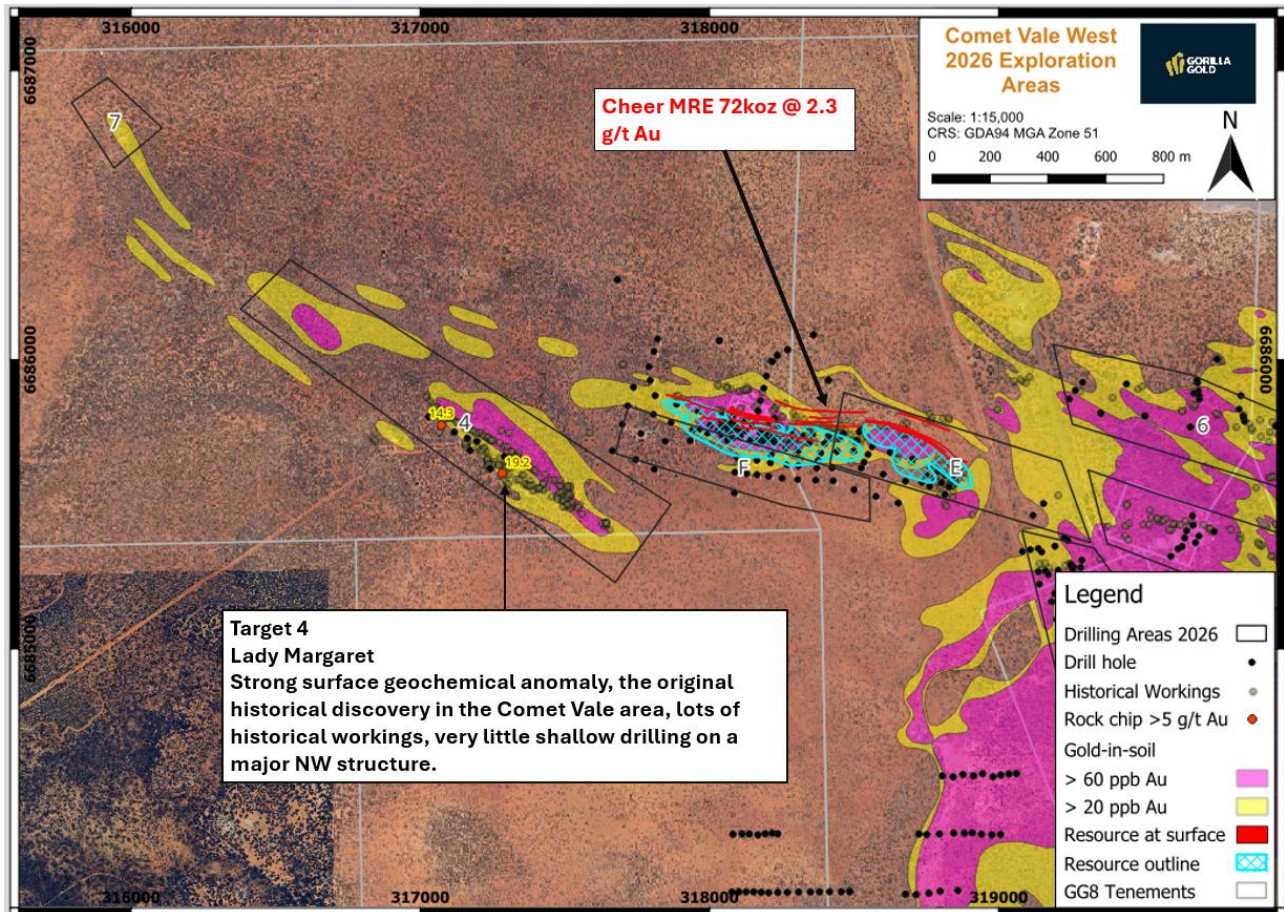 316000
317000
318000
6687000
6686000
6685000
6686000
316000
317000
318000
319000
Comet Vale West
2026 Exploration
Areas
GORILLA
GOLD
Scale: 1:15,000
CRS: GDA94 MGA Zone 51
0 200 400 600 800 m
N
Cheer MRE 72koz @ 2.3
g/t Au
7
14.3
4
19.2
F
E
6
Target 4
Lady Margaret
Strong surface geochemical anomaly, the original
historical discovery in the Comet Vale area, lots of
historical workings, very little shallow drilling on a
major NW structure.
Legend
Drilling Areas 2026
Drill hole
Historical Workings
Rock chip >5 g/t Au
Gold-in-soil
> 60 ppb Au
> 20 ppb Au
Resource at surface
Resource outline
GG8 Tenements